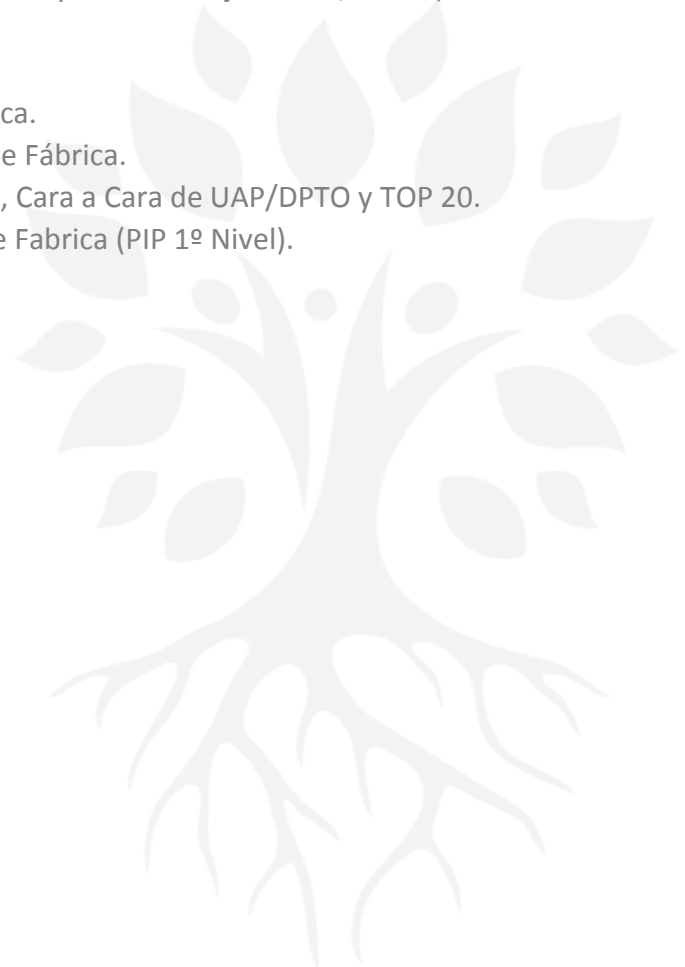 ca.
e Fábrica.
, Cara a Cara de UAP/DPTO y TOP 20.
e Fabrica (PIP 1º Nivel).